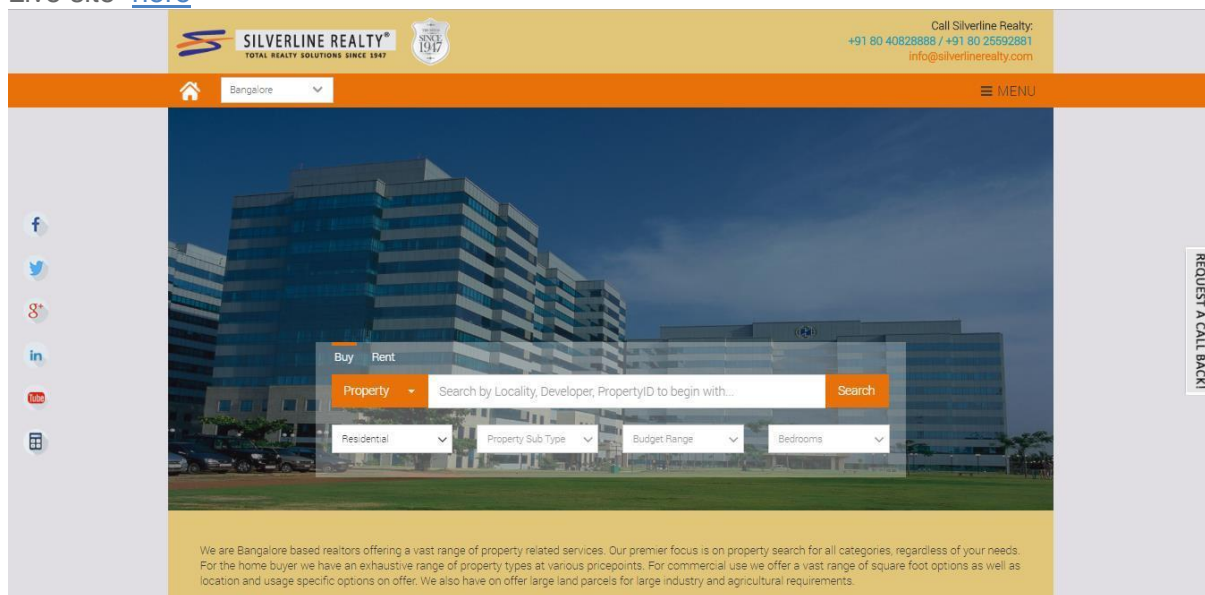 Live site here
SILVERLINE REALTY®
TOTAL REALTY SOLUTIONS SINCE 1947
SINCE
1947
Call Silverline Realty:
+91 80 40828888 / +91 80 25592881
info@silverlinerealty.com
Bangalore
MENU
f
8+
in
Tube
REQUEST A CALL BACK!
Buy Rent
Property Search by Locality, Developer, PropertyID to begin with... Search
Residential Property Sub Type Budget Range Bedrooms
We are Bangalore based realtors offering a vast range of property related services. Our premier focus is on property search for all categories, regardless of your needs.
For the home buyer we have an exhaustive range of property types at various pricepoints. For commercial use we offer a vast range of square foot options as well as
location and usage specific options on offer. We also have on offer large land parcels for large industry and agricultural requirements.